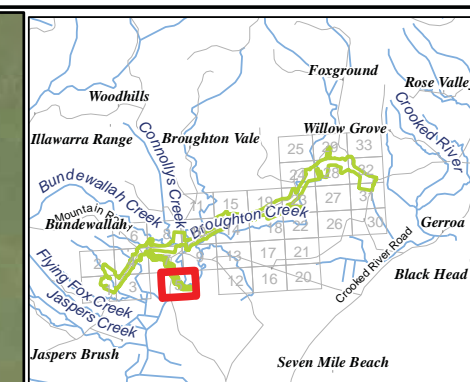 Foxground
Rose Valley
Woodhills
Connollys Creek
Crooked River
Illawarra Range
Broughton Vale
Willow Grove
25
29
33
24
28
32
Bundewallah Creek
11
15
19
23
27
31
Mountain Ro
Broughton Creek
Bundewallah
18
22
26
30
Gerroa
Crooked River Road
2
9
13
17
21
Flying Fox Creek
Black Head
3
12
16
20
Jaspers Creek
Jaspers Brush
Seven Mile Beach